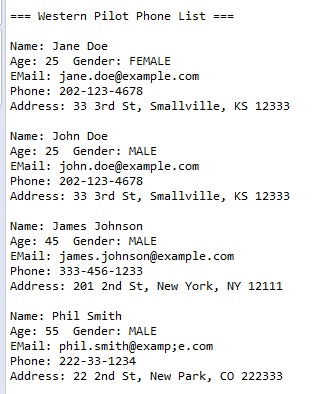 === Western Pilot Phone List ===
Name: Jane Doe
Age: 25  Gender: FEMALE
EMail: jane.doe@example.com
Phone: 202-123-4678
Address: 33 3rd St, Smallville, KS 12333
Name: John Doe
Age: 25  Gender: MALE
EMail: john.doe@example.com
Phone: 202-123-4678
Address: 33 3rd St, Smallville, KS 12333
Name: James Johnson
Age: 45  Gender: MALE
EMail: james.johnson@example.com
Phone: 333-456-1233
Address: 201 2nd St, New York, NY 12111
Name: Phil Smith
Age: 55  Gender: MALE
EMail: phil.smith@examp;e.com
Phone: 222-33-1234
Address: 22 2nd St, New Park, CO 222333